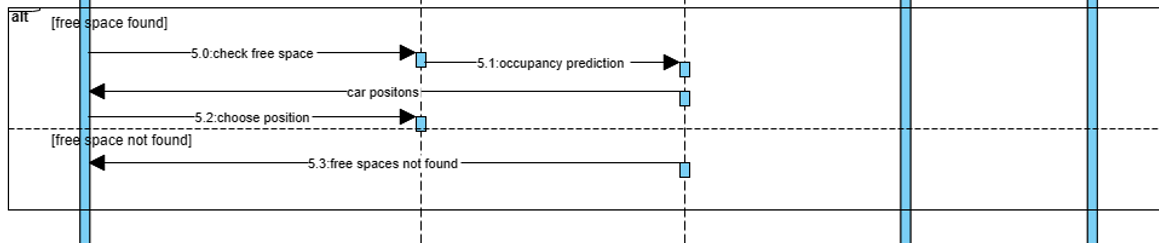 alt
[free space found]
5.0:check free space
5.1:occupancy prediction
car positons
5.2:choose position
[free space not found]
5.3:free spaces not found